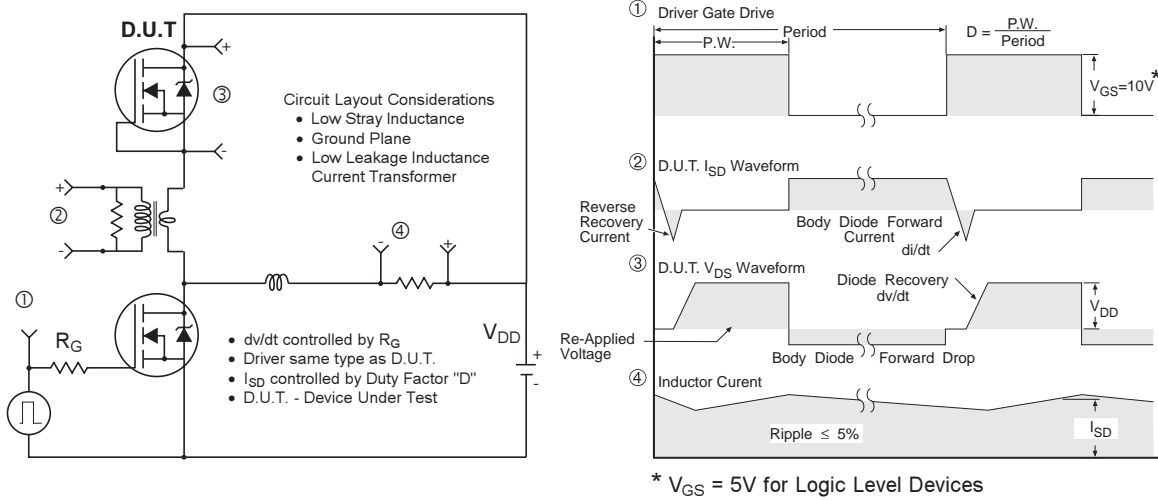 D.U.T
+
③
-
Circuit Layout Considerations
• Low Stray Inductance
• Ground Plane
• Low Leakage Inductance
Current Transformer
+
②
-
④
-
+
①
R_G
V_DD
+
-
• dv/dt controlled by R_G
• Driver same type as D.U.T.
• I_SD controlled by Duty Factor "D"
• D.U.T. - Device Under Test
① Driver Gate Drive
Period
P.W.
D = P.W.
Period
V_GS=10V*
② D.U.T. I_SD Waveform
Reverse
Recovery
Current
Body Diode Forward
Current
di/dt
③ D.U.T. V_DS Waveform
Diode Recovery
dv/dt
V_DD
Re-Applied
Voltage
Body Diode Forward Drop
④ Inductor Curent
Ripple ≤ 5%
I_SD
* V_GS = 5V for Logic Level Devices